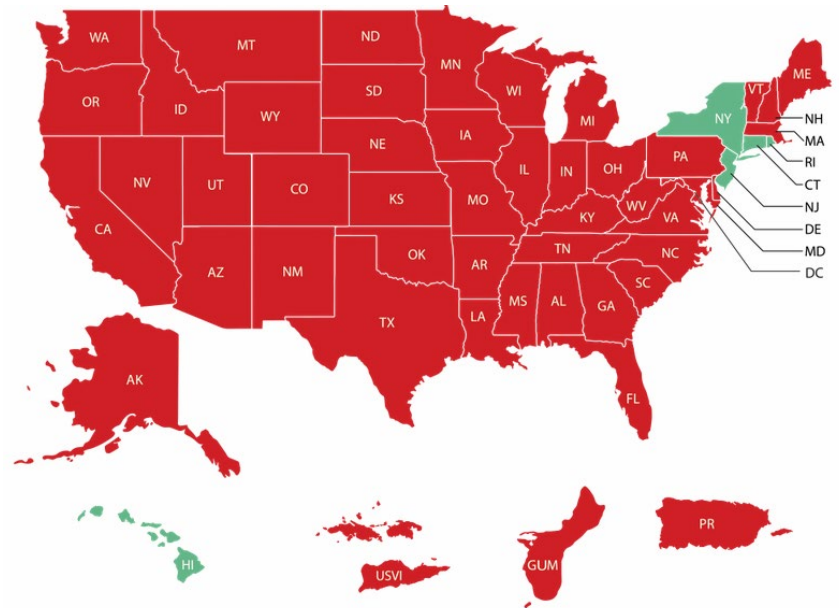 WA
MT
ND
MN
ME
VT
OR
ID
SD
WI
NY
NH
WY
MI
MA
IA
RI
NE
PA
CT
NV
UT
IL
IN
OH
NJ
CO
KS
MO
WV
VA
DE
CA
KY
MD
OK
TN
NC
DC
AZ
NM
AR
SC
MS
AL
GA
TX
LA
AK
FL
PR
HI
USVI
GUM